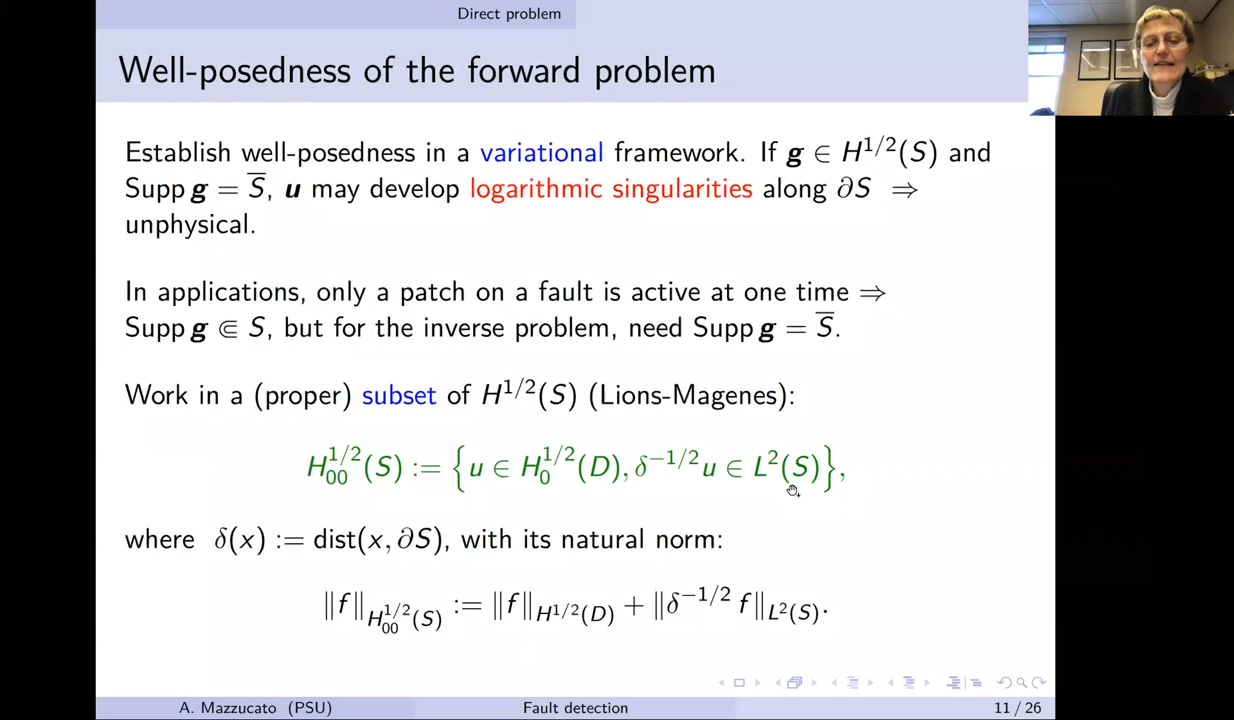 Direct problem
Well-posedness of the forward problem
Establish well-posedness in a variational framework. If g ∈ H^{1/2}(S) and
Supp g = S̅, u may develop logarithmic singularities along ∂S ⇒
unphysical.
In applications, only a patch on a fault is active at one time ⇒
Supp g ⋐ S, but for the inverse problem, need Supp g = S̅.
Work in a (proper) subset of H^{1/2}(S) (Lions-Magenes):
H_{00}^{1/2}(S) := {u ∈ H_0^{1/2}(D), δ^{-1/2}u ∈ L^2(S)},
where δ(x) := dist(x, ∂S), with its natural norm:
‖f‖_{H_{00}^{1/2}(S)} := ‖f‖_{H^{1/2}(D)} + ‖δ^{-1/2} f‖_{L^2(S)}.
A. Mazzucato (PSU) Fault detection 11 / 26